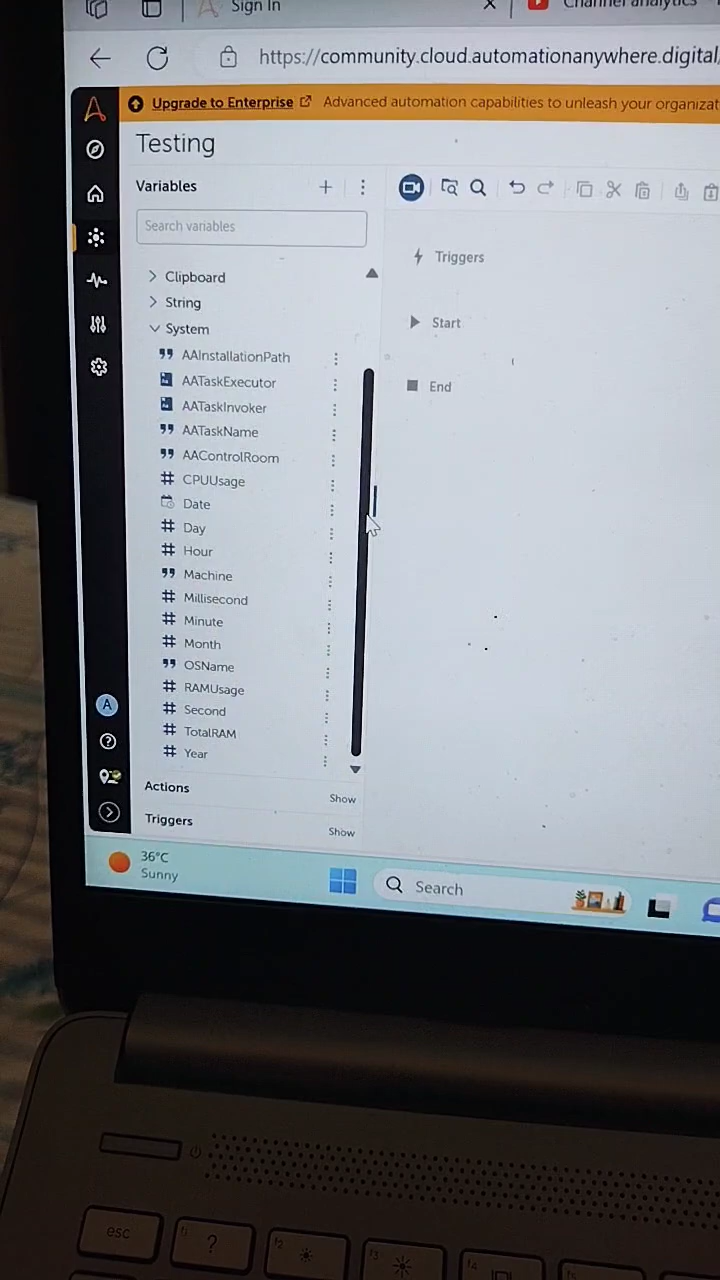 Sign In
https://community.cloud.automationanywhere.digital/
Upgrade to Enterprise Advanced automation capabilities to unleash your organizat
Testing
Variables
Search variables
Clipboard
String
System
AAInstallationPath
AATaskExecutor
AATaskInvoker
AATaskName
AAControlRoom
CPUUsage
Date
Day
Hour
Machine
Millisecond
Minute
Month
OSName
RAMUsage
Second
TotalRAM
Year
Actions
Show
Triggers
Show
Triggers
Start
End
A
36°C
Sunny
Search
esc
?